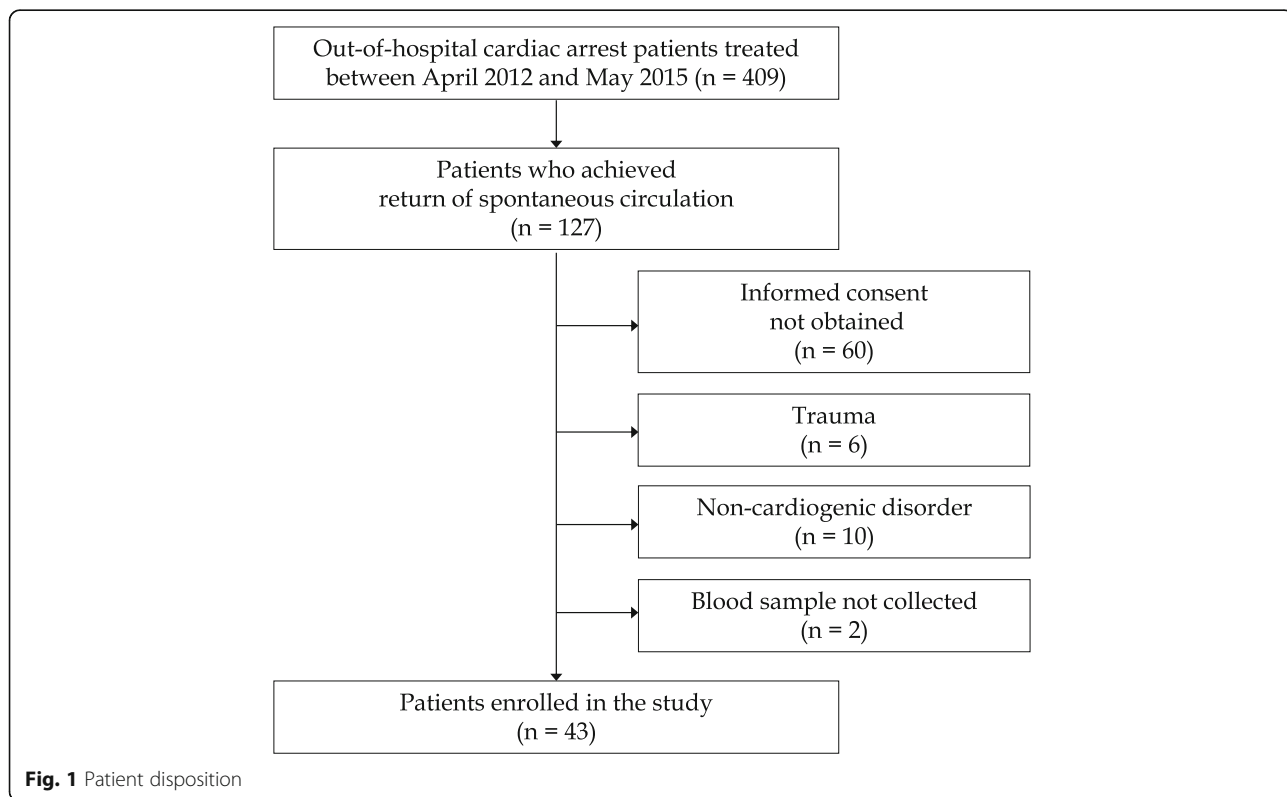 Out-of-hospital cardiac arrest patients treated
between April 2012 and May 2015 (n = 409)
Patients who achieved
return of spontaneous circulation
(n = 127)
Informed consent
not obtained
(n = 60)
Trauma
(n = 6)
Non-cardiogenic disorder
(n = 10)
Blood sample not collected
(n = 2)
Patients enrolled in the study
(n = 43)
Fig. 1 Patient disposition